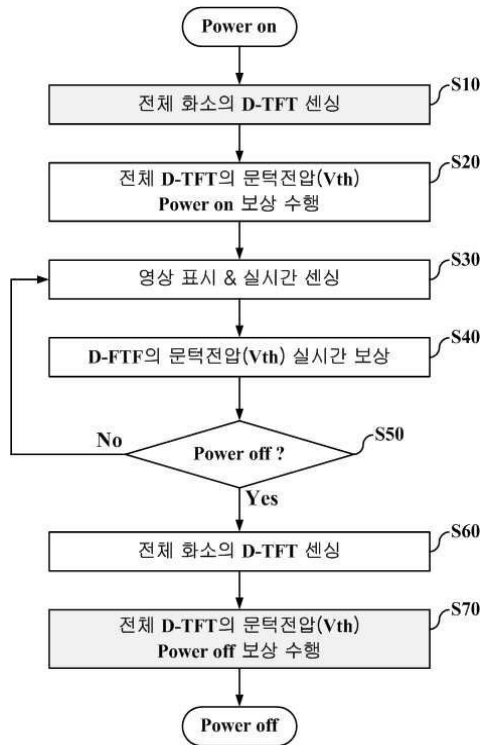 Power on
S10
전체 화소의 D-TFT 센싱
S20
전체 D-TFT의 문턱전압(Vth)
Power on 보상 수행
S30
영상 표시 & 실시간 센싱
S40
D-FTF의 문턱전압(Vth) 실시간 보상
No
Power off ?
S50
Yes
S60
전체 화소의 D-TFT 센싱
S70
전체 D-TFT의 문턱전압(Vth)
Power off 보상 수행
Power off